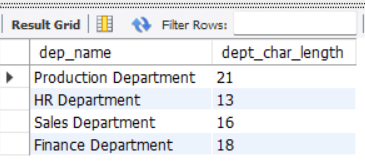 Result Grid Filter Rows:
dep_name dept_char_length
Production Department 21
HR Department 13
Sales Department 16
Finance Department 18